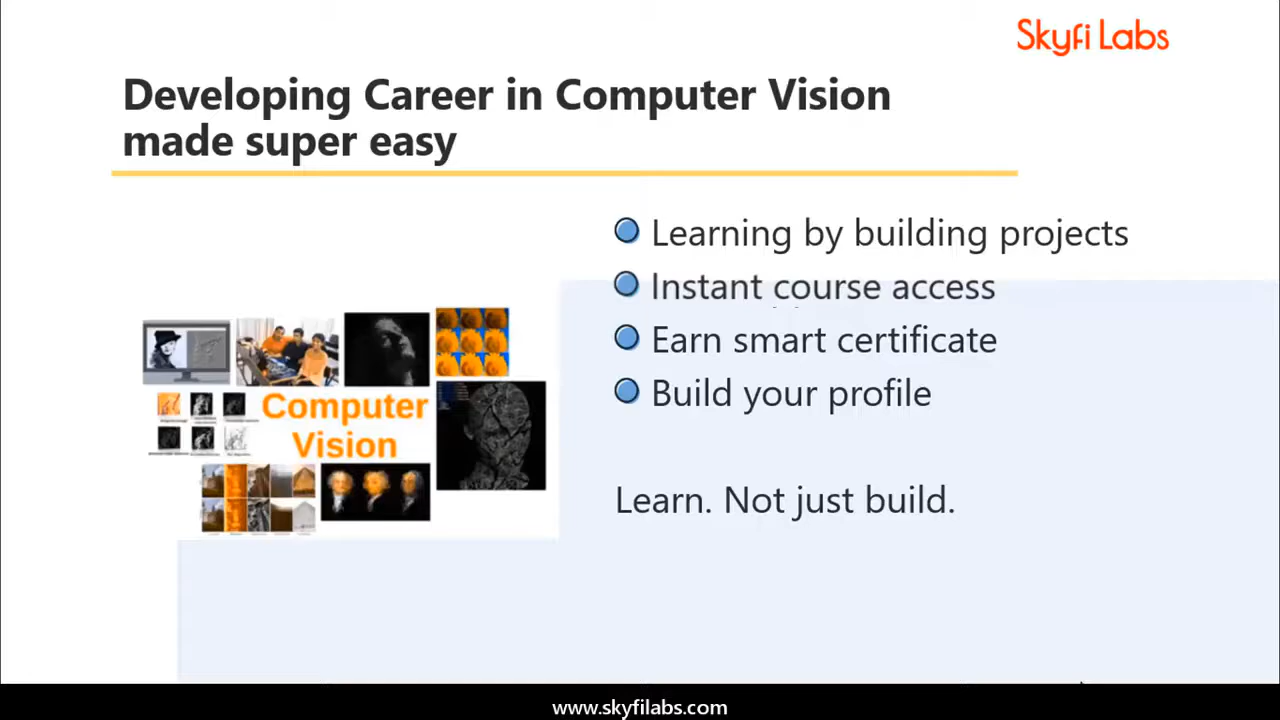 Skyfi Labs
Developing Career in Computer Vision
made super easy
Learning by building projects
Instant course access
Earn smart certificate
Build your profile
Computer
Vision
Learn. Not just build.
www.skyfilabs.com